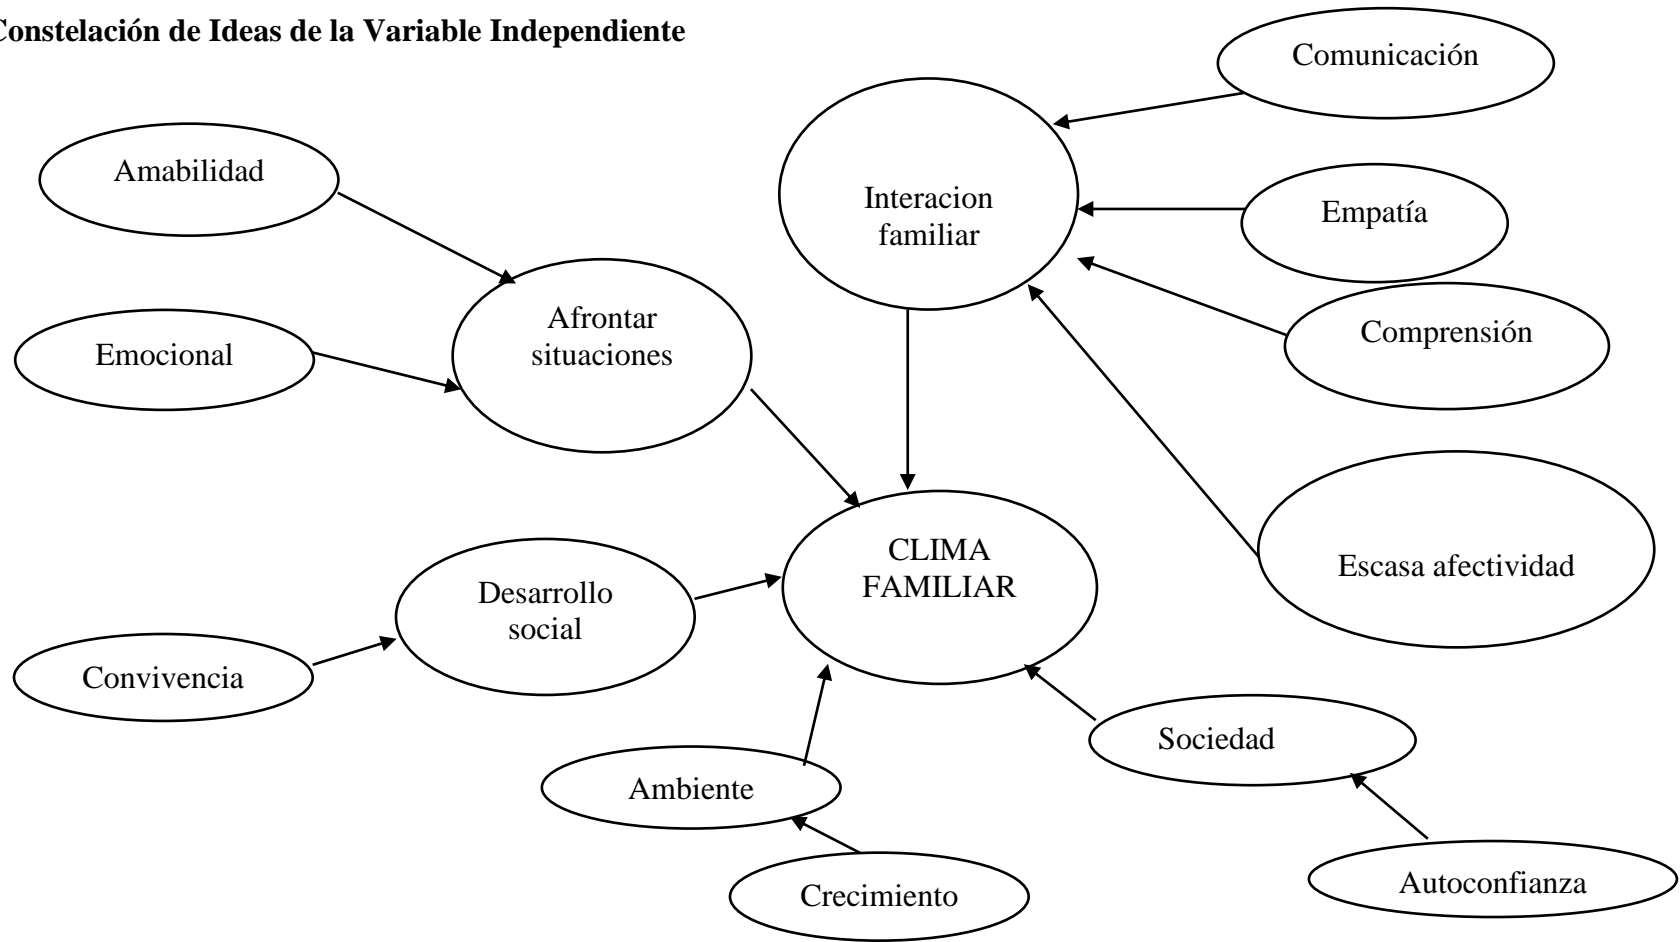 Constelación de Ideas de la Variable Independiente
Comunicación
Amabilidad
Interacion
familiar
Empatía
Afrontar
situaciones
Emocional
Comprensión
CLIMA
FAMILIAR
Escasa afectividad
Desarrollo
social
Convivencia
Sociedad
Ambiente
Crecimiento
Autoconfianza